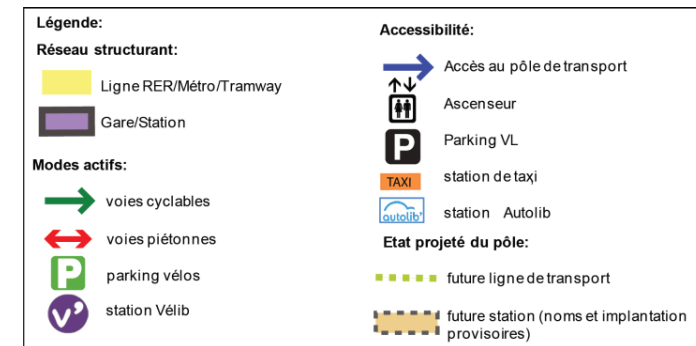 Légende:
Réseau structurant:
Ligne RER/Métro/Tramway
Gare/Station
Modes actifs:
voies cyclables
voies piétonnes
P
parking vélos
v'
station Vélib
Accessibilité:
Accès au pôle de transport
Ascenseur
P
Parking VL
TAXI
station de taxi
autolib'
station Autolib
Etat projeté du pôle:
future ligne de transport
future station (noms et implantation
provisoires)